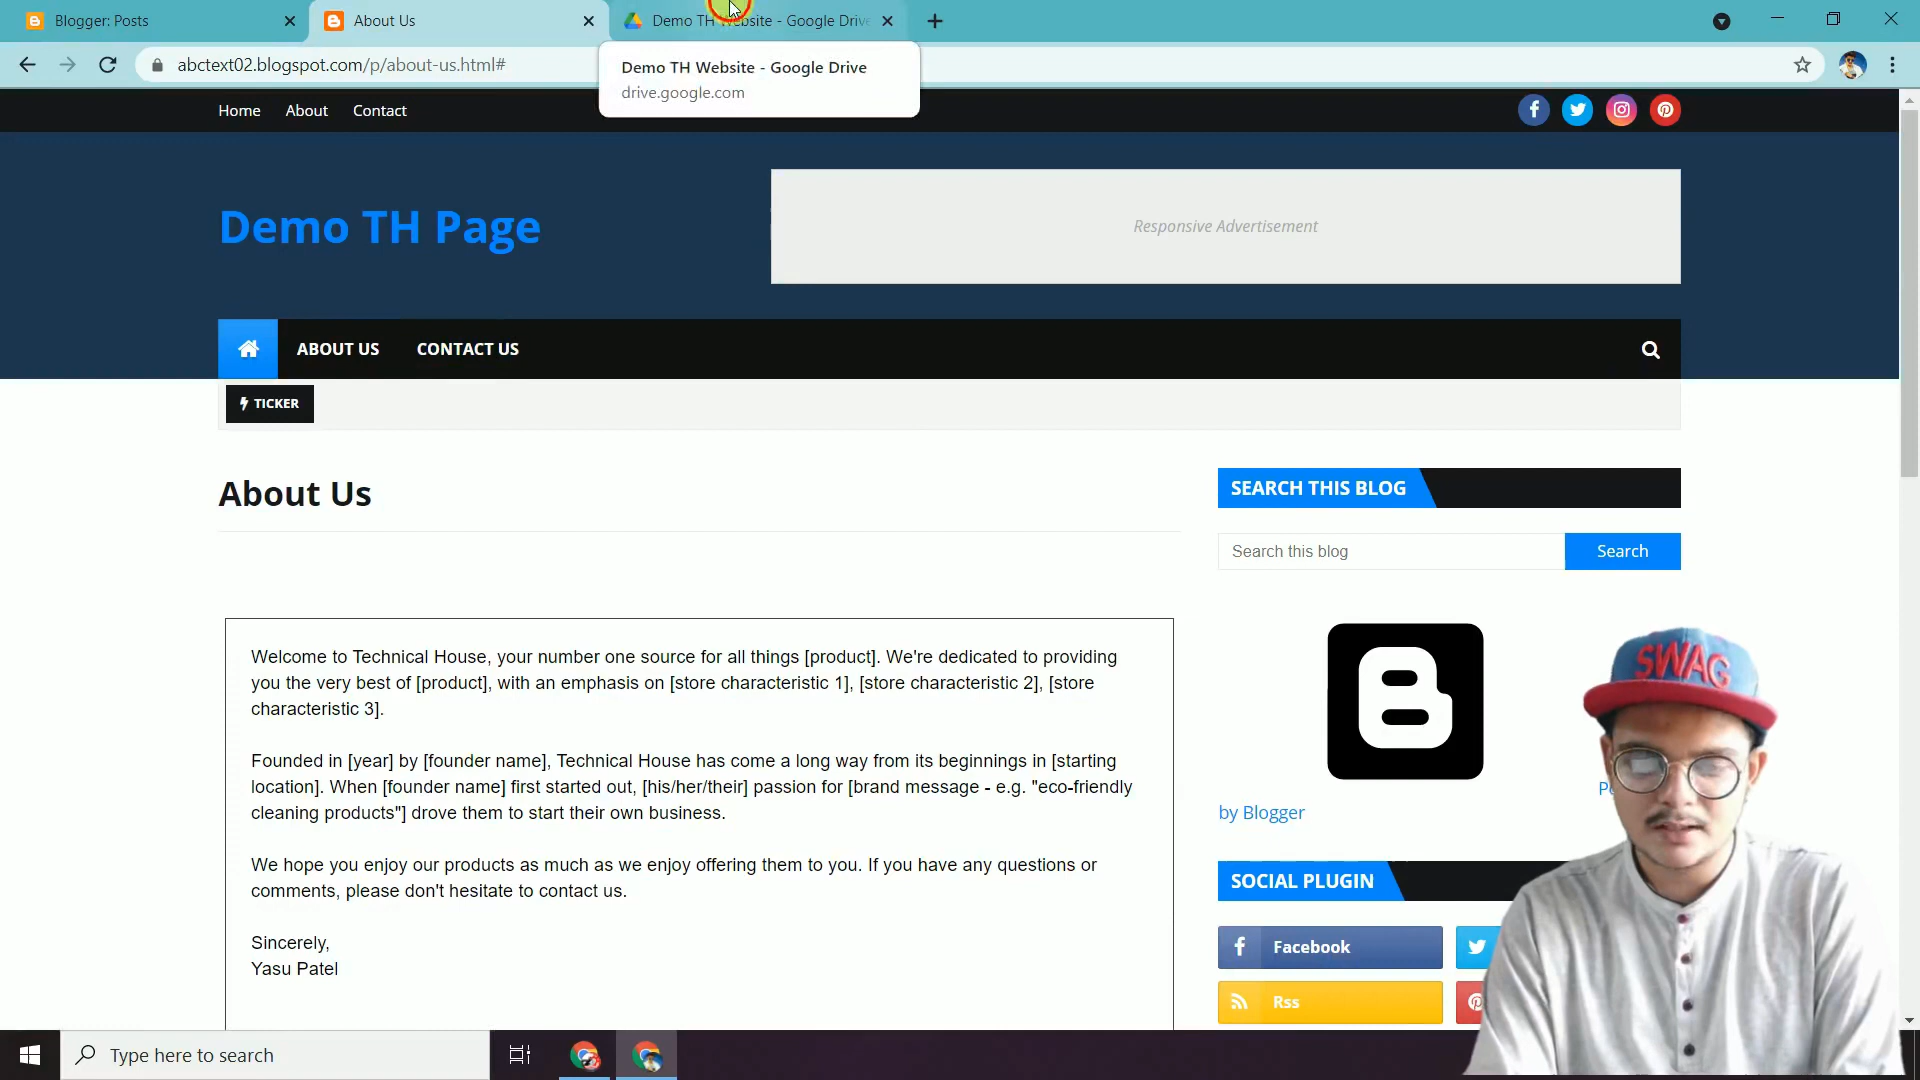 Blogger: Posts
About Us
Demo TH Website - Google Drive
abctext02.blogspot.com/p/about-us.html#
Demo TH Website - Google Drive
drive.google.com
Home About Contact
Demo TH Page
Responsive Advertisement
ABOUT US CONTACT US
TICKER
About Us
Welcome to Technical House, your number one source for all things [product]. We're dedicated to providing
you the very best of [product], with an emphasis on [store characteristic 1], [store characteristic 2], [store
characteristic 3].
Founded in [year] by [founder name], Technical House has come a long way from its beginnings in [starting
location]. When [founder name] first started out, [his/her/their] passion for [brand message - e.g. "eco-friendly
cleaning products"] drove them to start their own business.
We hope you enjoy our products as much as we enjoy offering them to you. If you have any questions or
comments, please don't hesitate to contact us.
Sincerely,
Yasu Patel
SEARCH THIS BLOG
Search this blog
Search
by Blogger
SOCIAL PLUGIN
Facebook
Rss
SWAG
Type here to search